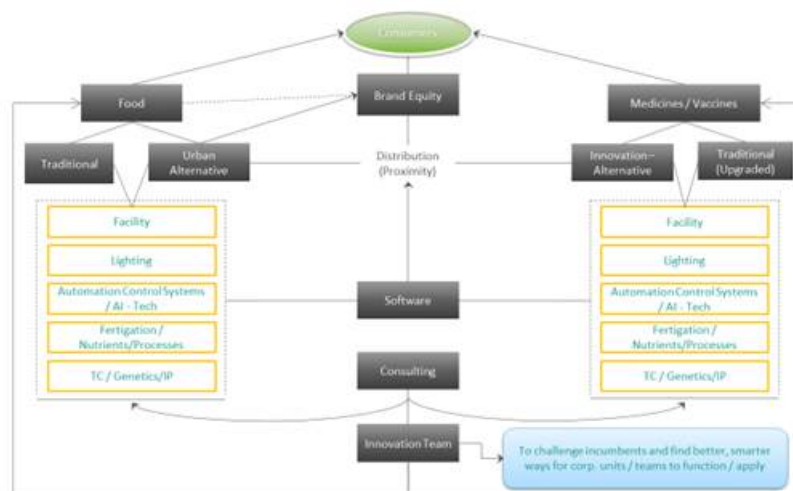 Consumers
Food
Brand Equity
Medicines / Vaccines
Traditional
Urban
Alternative
Distribution
(Proximity)
Innovation–
Alternative
Traditional
(Upgraded)
Facility
Lighting
Automation Control Systems
/ AI - Tech
Fertigation /
Nutrients/Processes
TC / Genetics/IP
Software
Facility
Lighting
Automation Control Systems
/ AI - Tech
Fertigation /
Nutrients/Processes
TC / Genetics/IP
Consulting
Innovation Team
To challenge incumbents and find better, smarter
ways for corp. units / teams to function / apply